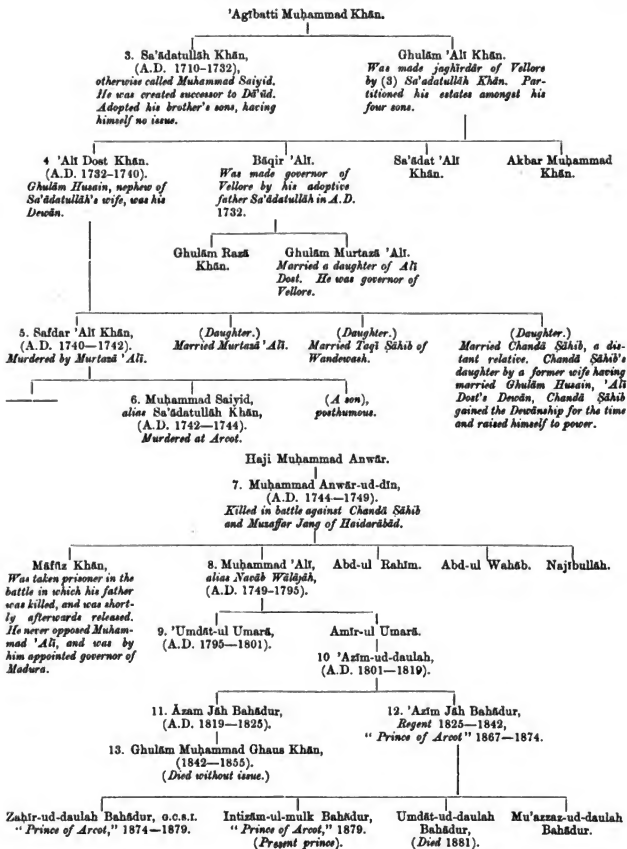 'Agībatti Muḥammad Khān.
3. Sa'ādatullāh Khān,
(A.D. 1710-1732),
otherwise called Muhammad Saiyid.
He was created successor to Dā'ūd.
Adopted his brother's sons, having
himself no issue.
Ghulām 'Alī Khān.
Was made jaghīrdār of Vellore
by (3) Sa'ādatullāh Khān. Par-
titioned his estates amongst his
four sons.
4 'Alī Dost Khān.
(A.D. 1732-1740).
Ghulām Husain, nephew of
Sa'ādatullāh's wife, was his
Dewān.
Bāqir 'Alī.
Was made governor of
Vellore by his adoptive
father Sa'ādatullāh in A.D.
1732.
Sa'ādat 'Alī
Khān.
Akbar Muḥammad
Khān.
Ghulām Razā
Khān.
Ghulām Murtazā 'Alī.
Married a daughter of Alī
Dost. He was governor of
Vellore.
5. Safdar 'Alī Khān,
(A.D. 1740—1742).
Murdered by Murtazā 'Alī.
(Daughter.)
Married Murtazā 'Alī.
(Daughter.)
Married Taqī Ṣāhib of
Wandewash.
(Daughter.)
Married Chandā Ṣāhib, a dis-
tant relative. Chandā Ṣāhib's
daughter by a former wife having
married Ghulām Husain, 'Alī
Dost's Dewān, Chandā Ṣāhib
gained the Dewānship for the time
and raised himself to power.
6. Muḥammad Saiyid,
alias Sa'ādatullāh Khān,
(A.D. 1742—1744).
Murdered at Arcot.
(A son),
posthumous.
Haji Muḥammad Anwār.
7. Muḥammad Anwār-ud-dīn,
(A.D. 1744—1749).
Killed in battle against Chandā Ṣāhib
and Muzaffar Jang of Haidarābād.
Māfūz Khān,
Was taken prisoner in the
battle in which his father
was killed, and was short-
ly afterwards released.
He never opposed Muham-
mad 'Alī, and was by
him appointed governor of
Madura.
8. Muḥammad 'Alī,
alias Nawāb Wālājāh,
(A.D. 1749-1795).
Abd-ul Raḥīm.
Abd-ul Wahāb.
Najībullāh.
9. 'Umdāt-ul Umarā,
(A.D. 1795—1801).
Amīr-ul Umarā.
10 'Azīm-ud-daulah,
(A.D. 1801—1819).
11. Āzam Jāh Bahādur,
(A.D. 1819—1825).
12. 'Azīm Jāh Bahādur,
Regent 1825—1842,
"Prince of Arcot" 1867—1874.
13. Ghulām Muḥammad Ghaus Khān,
(1842—1855).
(Died without issue.)
Zahīr-ud-daulah Bahādur, G.C.S.I.
"Prince of Arcot," 1874—1879.
Intizām-ul-mulk Bahādur,
"Prince of Arcot," 1879.
(Present prince).
Umdāt-ud-daulah
Bahādur,
(Died 1881).
Mu'azzaz-ud-daulah
Bahādur.